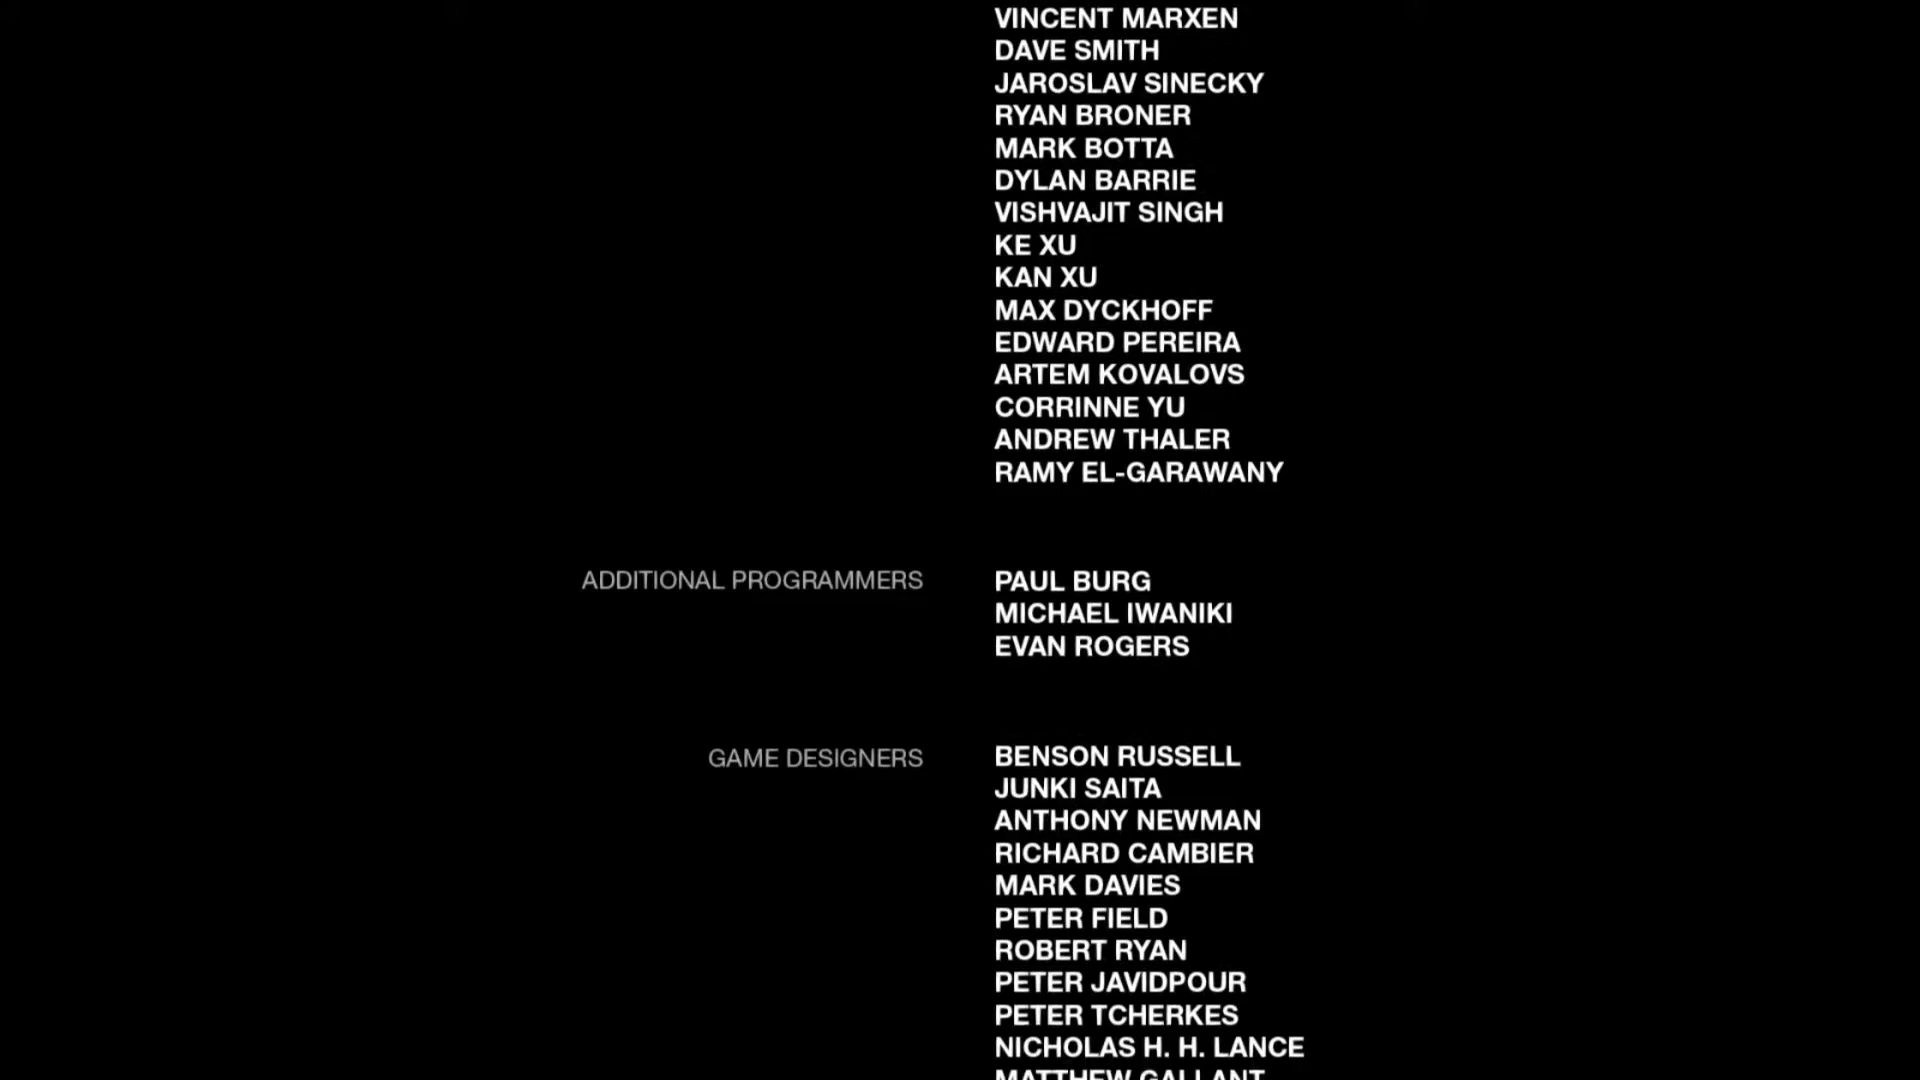 VINCENT MARXEN
DAVE SMITH
JAROSLAV SINECKY
RYAN BRONER
MARK BOTTA
DYLAN BARRIE
VISHVAJIT SINGH
KE XU
KAN XU
MAX DYCKHOFF
EDWARD PEREIRA
ARTEM KOVALOVS
CORRINNE YU
ANDREW THALER
RAMY EL-GARAWANY
ADDITIONAL PROGRAMMERS PAUL BURG
MICHAEL IWANIKI
EVAN ROGERS
GAME DESIGNERS BENSON RUSSELL
JUNKI SAITA
ANTHONY NEWMAN
RICHARD CAMBIER
MARK DAVIES
PETER FIELD
ROBERT RYAN
PETER JAVIDPOUR
PETER TCHERKES
NICHOLAS H. H. LANCE
MATTHEW GALLANT